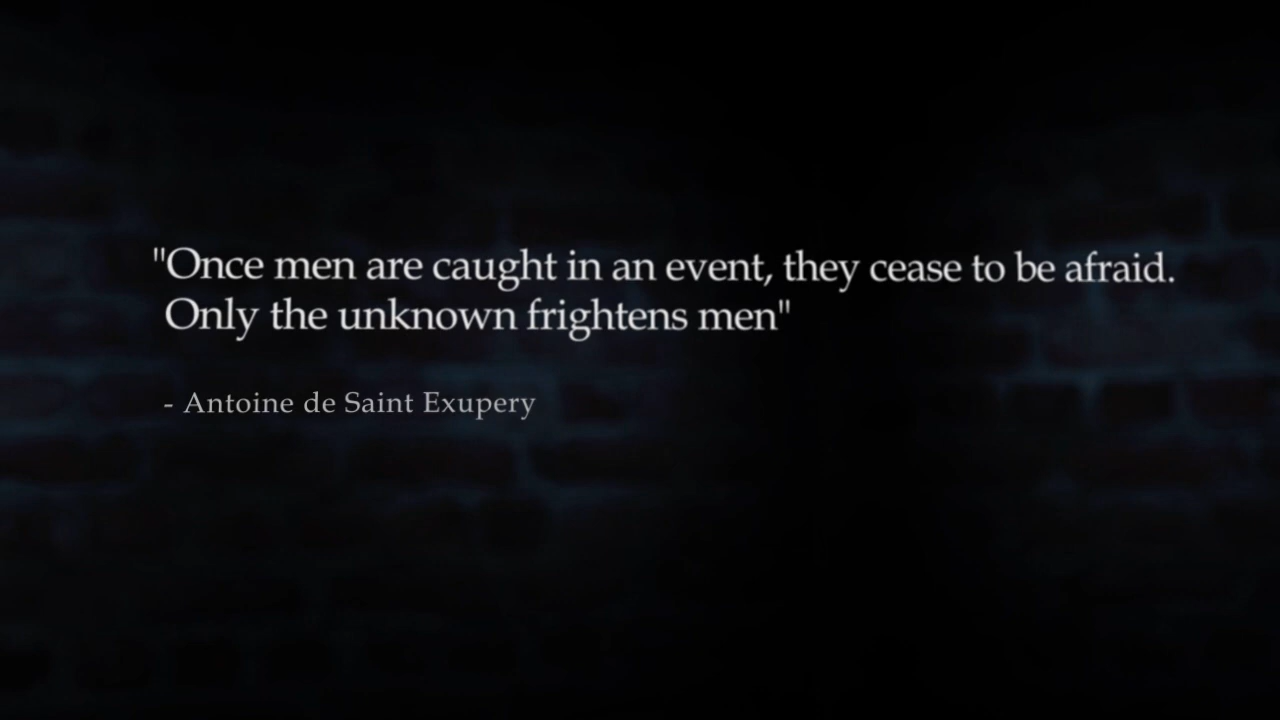 "Once men are caught in an event, they cease to be afraid.
Only the unknown frightens men"
- Antoine de Saint Exupery